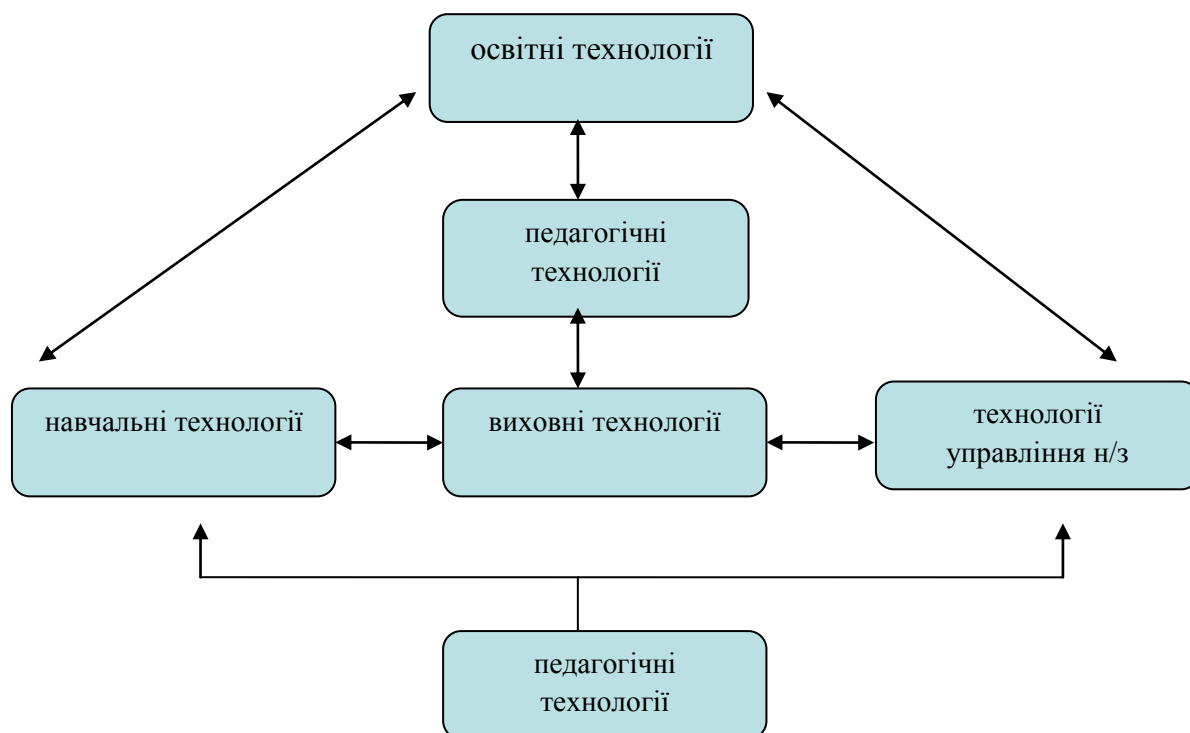 освітні технології
педагогічні
технології
навчальні технології
виховні технології
технології
управління н/з
педагогічні
технології